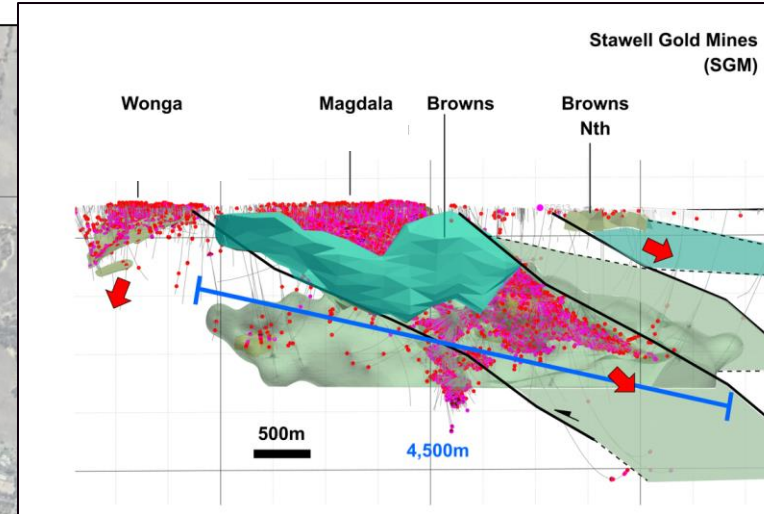 Stawell Gold Mines
(SGM)
Wonga
Magdala
Browns
Browns
Nth
500m
4,500m